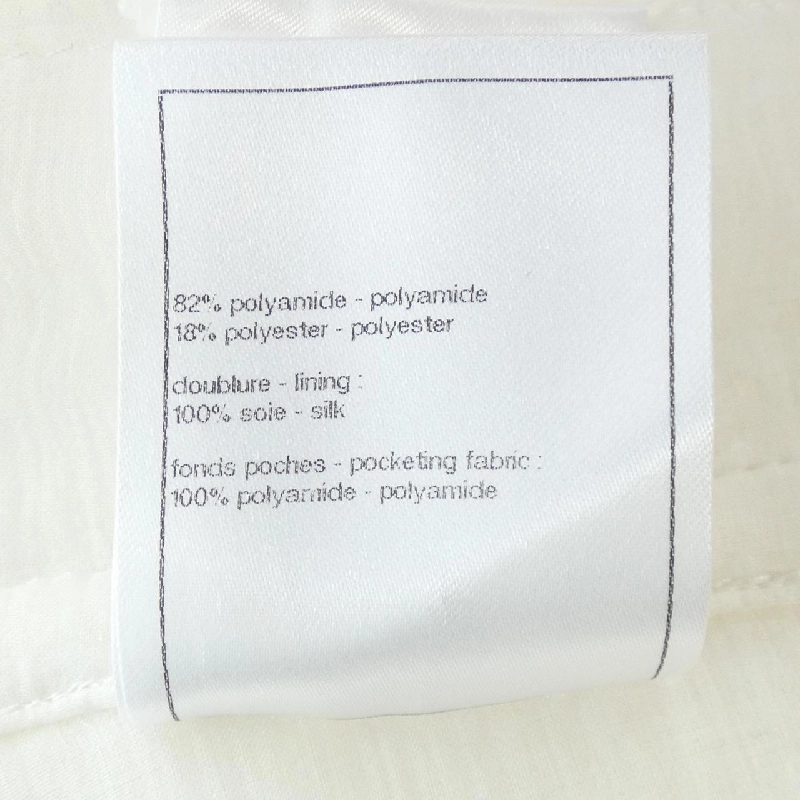 82% polyamide - polyamide
18% polyester - polyester
doublure - lining :
100% soie - silk
fonds poches - pocketing fabric :
100% polyamide - polyamide